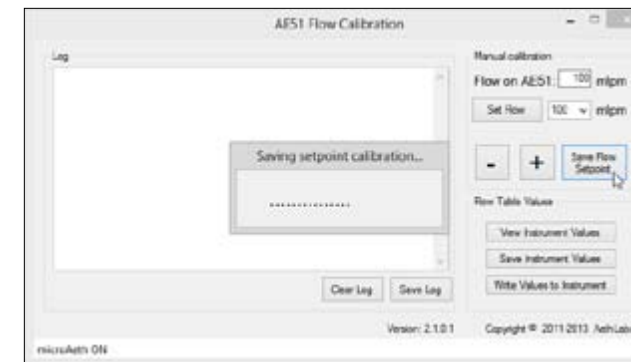 AE51 Flow Calibration
Log
Manual calibration
Flow on AE51: 100 mlpm
Set Flow 100 mlpm
Saving setpoint calibration...
- + Save Flow Setpoint
Flow Table Values
View Instrument Values
Save Instrument Values
Write Values to Instrument
Clear Log Save Log
Version: 2.1.0.1 Copyright © 2011-2013
microAeth ON